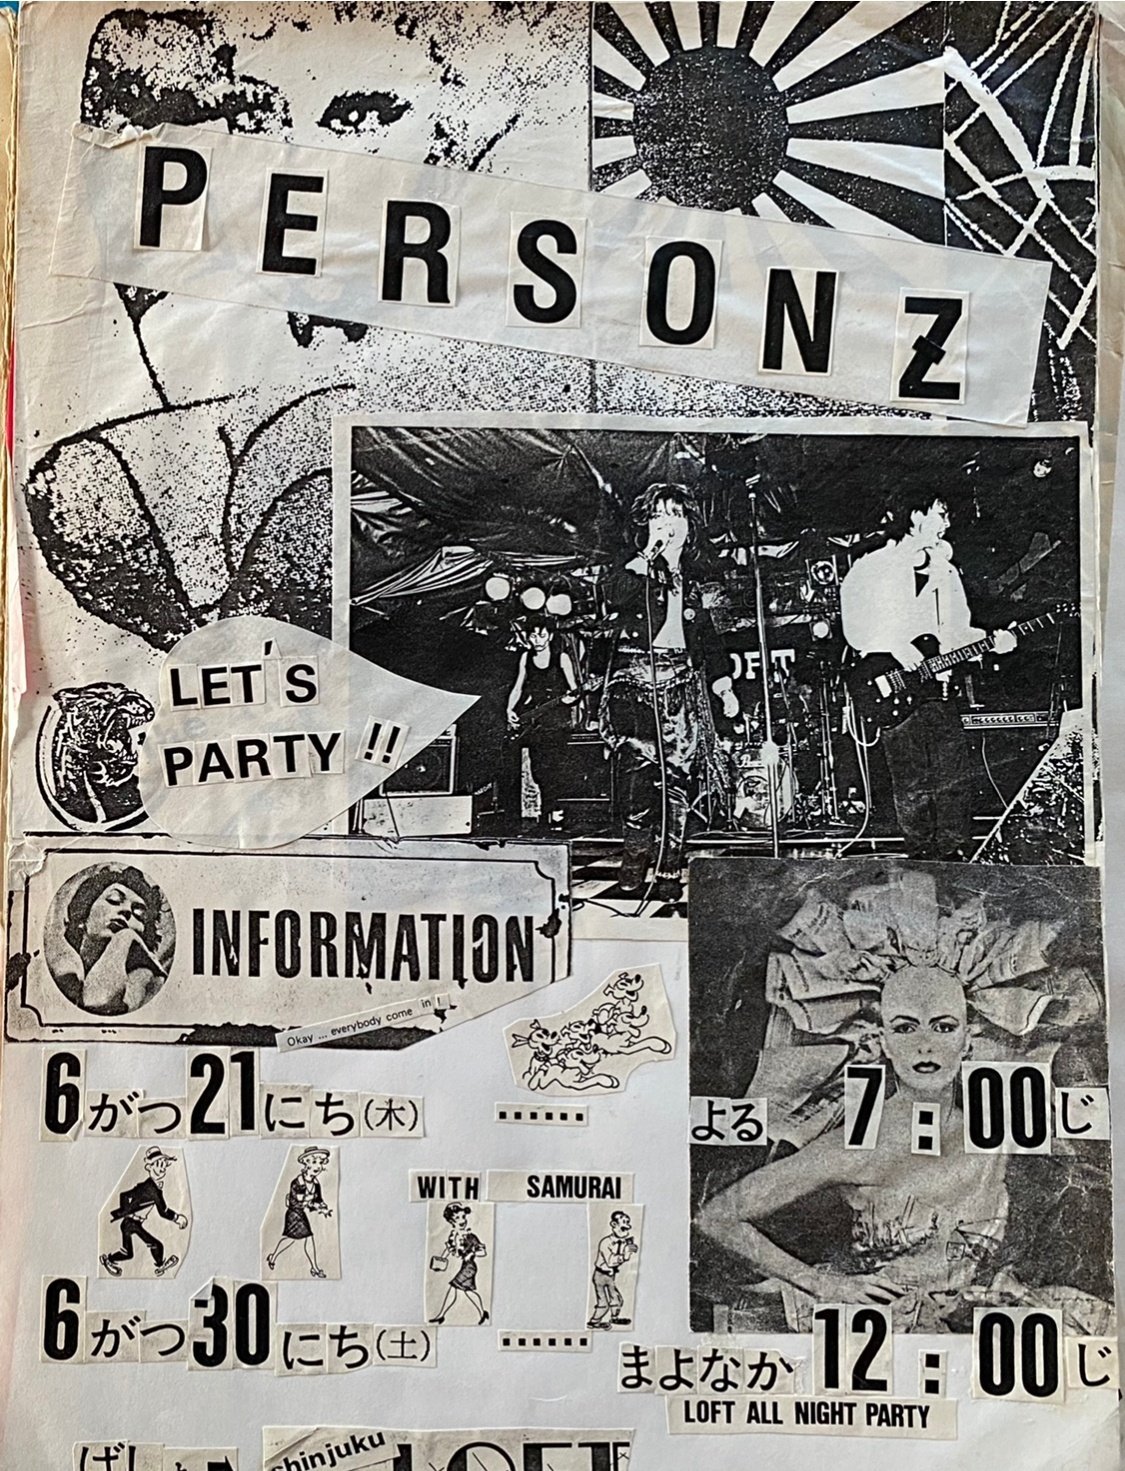 PERSONZ
LET'S
PARTY!!
INFORMATION
Okay ... everybody come in !
6がつ21にち(木) ...... よる 7:00じ
WITH SAMURAI
6がつ30にち(土) ...... まよなか 12:00じ
LOFT ALL NIGHT PARTY
shinjuku
LOFT